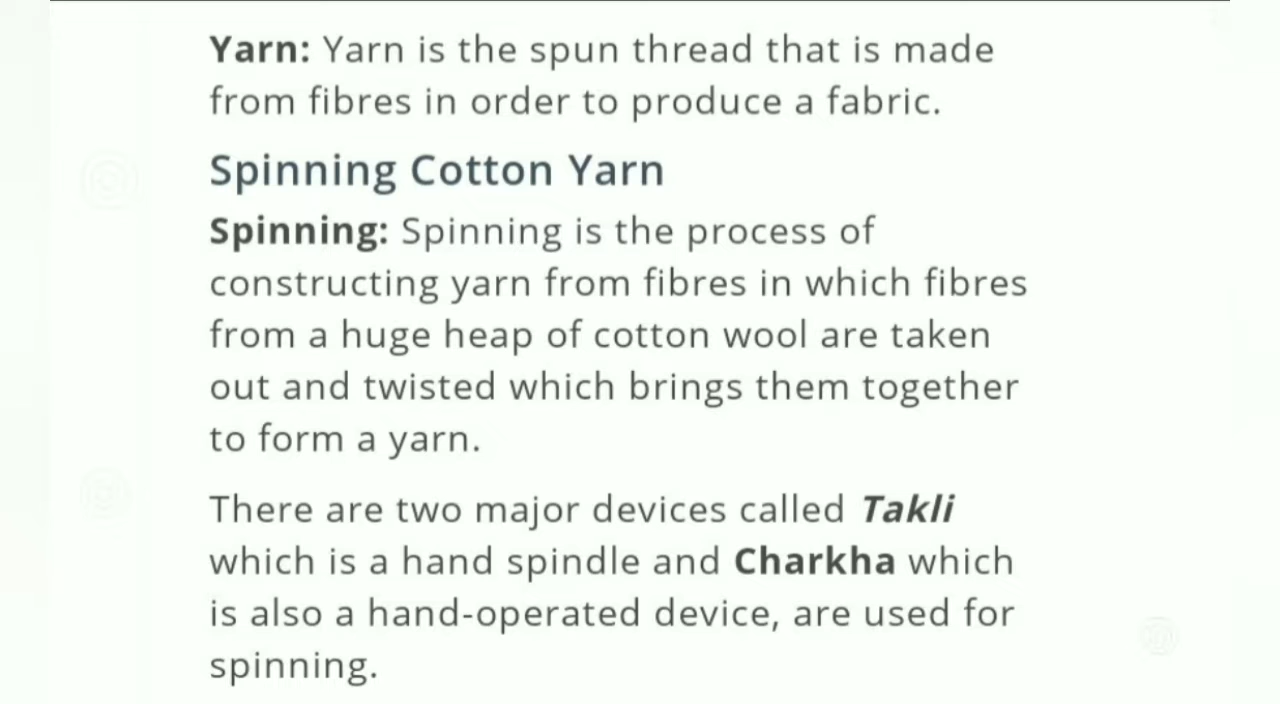 Yarn: Yarn is the spun thread that is made
from fibres in order to produce a fabric.
Spinning Cotton Yarn
Spinning: Spinning is the process of
constructing yarn from fibres in which fibres
from a huge heap of cotton wool are taken
out and twisted which brings them together
to form a yarn.
There are two major devices called Takli
which is a hand spindle and Charkha which
is also a hand-operated device, are used for
spinning.